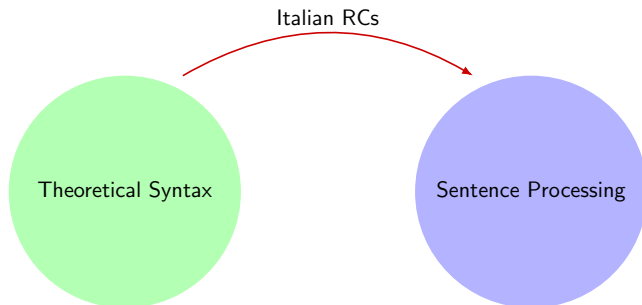 Italian RCs
Theoretical Syntax
Sentence Processing